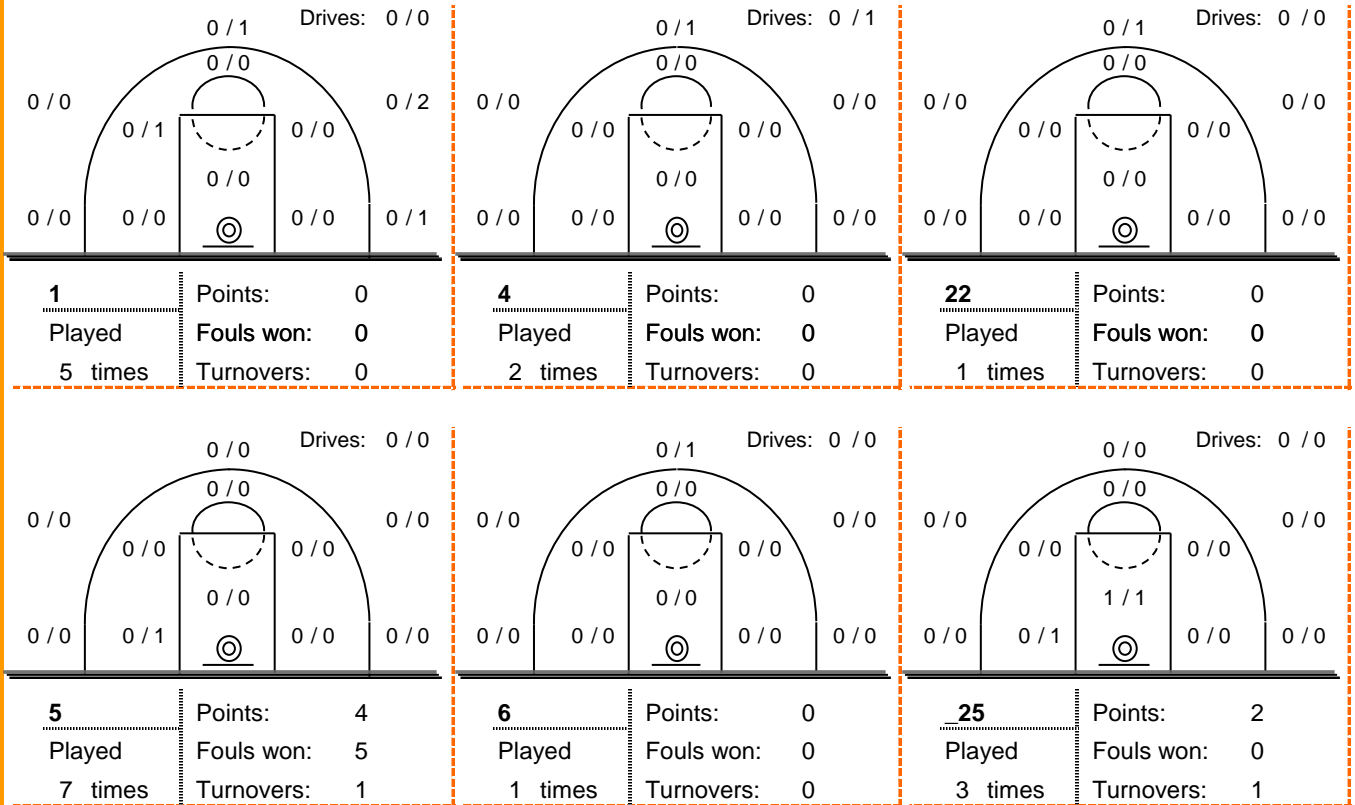 0 / 1 Drives: 0 / 0
0 / 0
0 / 0 0 / 2
0 / 1 0 / 0
0 / 0
0 / 0 0 / 0 0 / 0 0 / 1
1 Points: 0
Played Fouls won: 0
5 times Turnovers: 0
0 / 1 Drives: 0 / 1
0 / 0
0 / 0 0 / 0
0 / 0 0 / 0
0 / 0
0 / 0 0 / 0 0 / 0 0 / 0
4 Points: 0
Played Fouls won: 0
2 times Turnovers: 0
0 / 1 Drives: 0 / 0
0 / 0
0 / 0 0 / 0
0 / 0 0 / 0
0 / 0
0 / 0 0 / 0 0 / 0 0 / 0
22 Points: 0
Played Fouls won: 0
1 times Turnovers: 0
0 / 0 Drives: 0 / 0
0 / 0
0 / 0 0 / 0
0 / 0 0 / 0
0 / 0
0 / 0 0 / 1 0 / 0 0 / 0
5 Points: 4
Played Fouls won: 5
7 times Turnovers: 1
0 / 1 Drives: 0 / 0
0 / 0
0 / 0 0 / 0
0 / 0 0 / 0
0 / 0
0 / 0 0 / 0 0 / 0 0 / 0
6 Points: 0
Played Fouls won: 0
1 times Turnovers: 0
0 / 0 Drives: 0 / 0
0 / 0
0 / 0 0 / 0
0 / 0 0 / 0
1 / 1
0 / 0 0 / 1 0 / 0 0 / 0
_25 Points: 2
Played Fouls won: 0
3 times Turnovers: 1